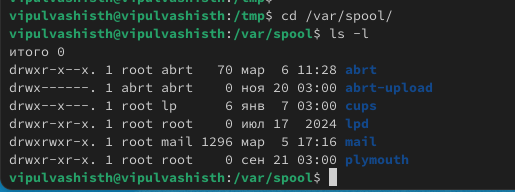 vipulvashisth@vipulvashisth:/tmp$
vipulvashisth@vipulvashisth:/tmp$ cd /var/spool/
vipulvashisth@vipulvashisth:/var/spool$ ls -l
итого 0
drwxr-x--x. 1 root abrt   70 мар  6 11:28 abrt
drwx------. 1 abrt abrt    0 ноя 20 03:00 abrt-upload
drwx--x---. 1 root lp      6 янв  7 03:00 cups
drwxr-xr-x. 1 root root    0 июл 17  2024 lpd
drwxrwxr-x. 1 root mail 1296 мар  5 17:16 mail
drwxr-xr-x. 1 root root    0 сен 21 03:00 plymouth
vipulvashisth@vipulvashisth:/var/spool$